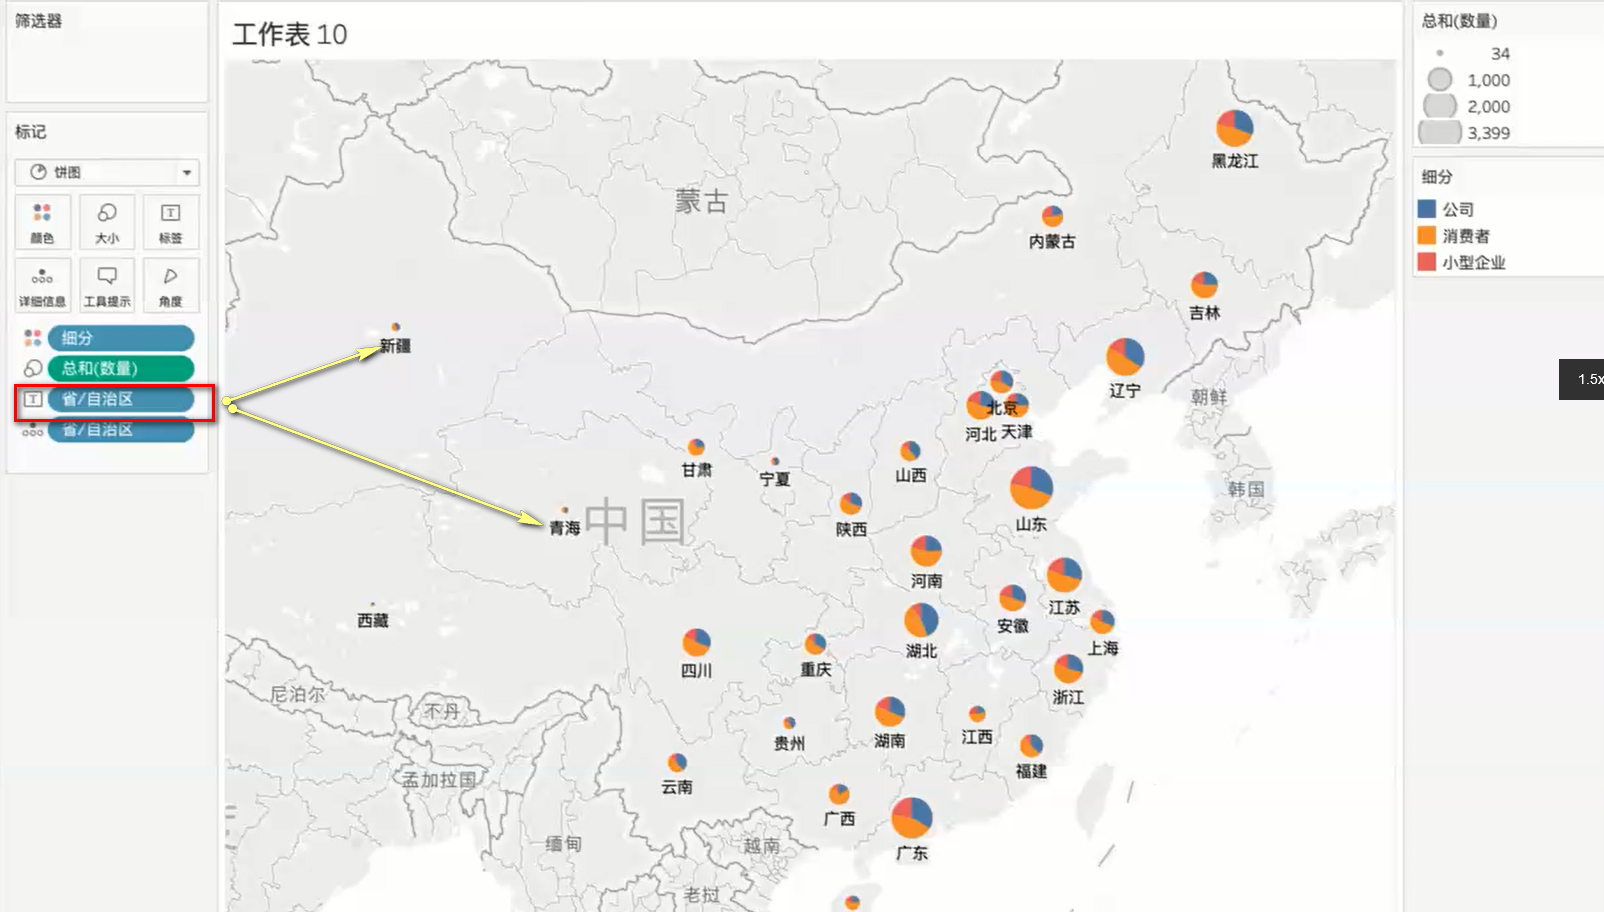 筛选器
标记
饼图
颜色
大小
标签
详细信息
工具提示
角度
细分
总和(数量)
T 省/自治区
省/自治区
工作表 10
蒙古
黑龙江
内蒙古
吉林
新疆
辽宁
朝鲜
北京
河北 天津
甘肃
宁夏
山西
韩国
青海
中国
陕西
山东
河南
江苏
西藏
安徽
上海
湖北
四川
重庆
尼泊尔
浙江
不丹
贵州
湖南
江西
福建
孟加拉国
云南
广西
缅甸
越南
广东
老挝
总和(数量)
34
1,000
2,000
3,399
细分
公司
消费者
小型企业
1.5x